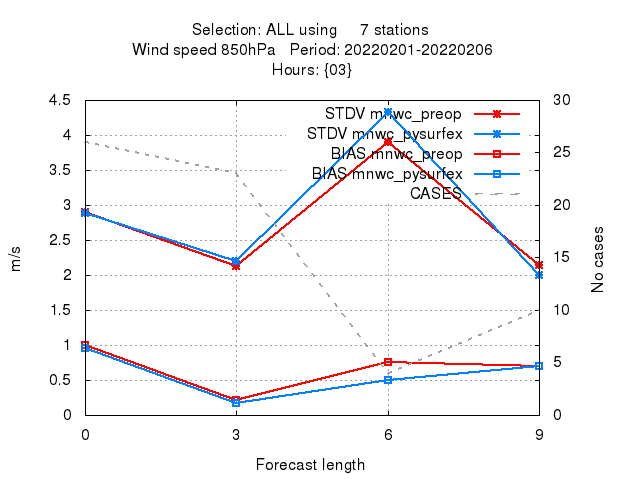 Selection: ALL using 7 stations
Wind speed 850hPa Period: 20220201-20220206
Hours: {03}
4.5
4
3.5
3
2.5
2
1.5
1
0.5
0
30
25
20
15
10
5
0
STDV mnwc_preop
STDV mnwc_pysurfex
BIAS mnwc_preop
BIAS mnwc_pysurfex
CASES
m/s
No cases
0 3 6 9
Forecast length